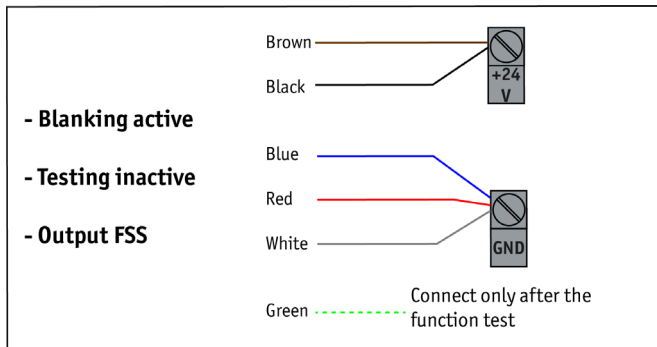 Brown
Black
+24
V
- Blanking active
- Testing inactive
- Output FSS
Blue
Red
White
GND
Green
Connect only after the
function test